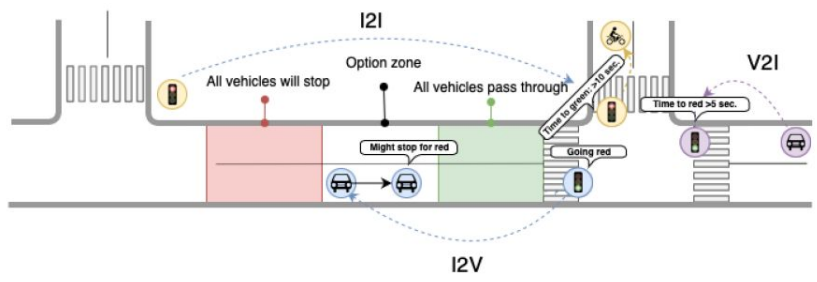 I2I
V2I
Option zone
All vehicles will stop
All vehicles pass through
Time to green: >10 sec.
Time to red >5 sec.
Might stop for red
Going red
I2V